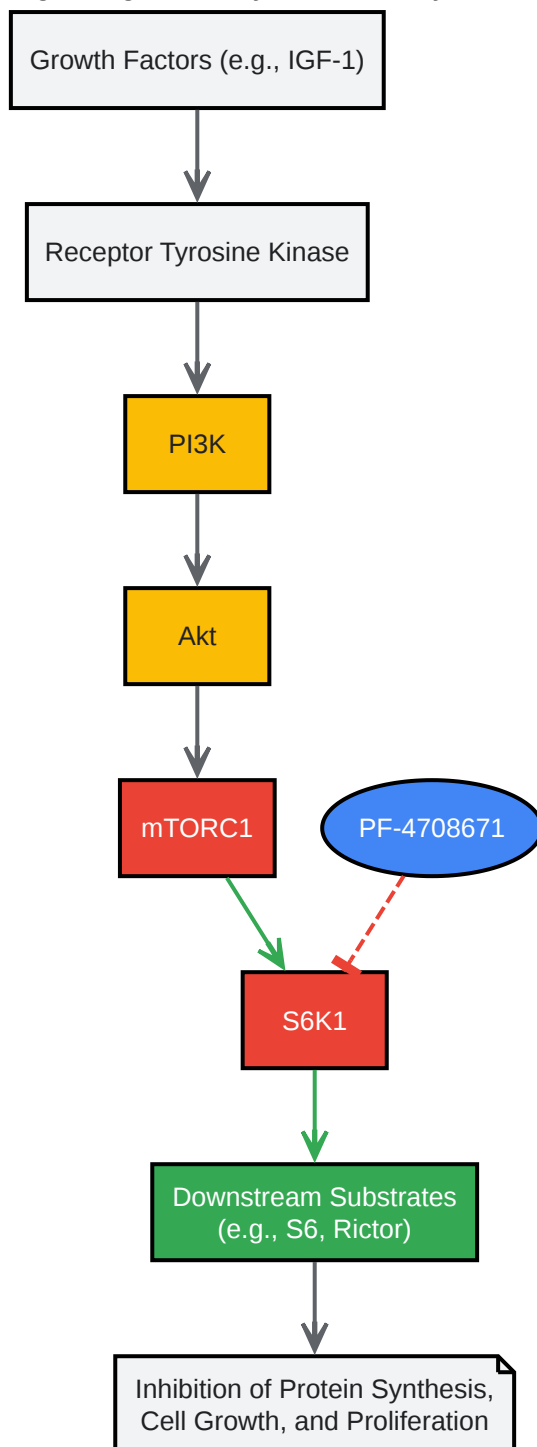 Growth Factors (e.g., IGF-1)
Receptor Tyrosine Kinase
PI3K
Akt
mTORC1
PF-4708671
S6K1
Downstream Substrates
(e.g., S6, Rictor)
Inhibition of Protein Synthesis,
Cell Growth, and Proliferation